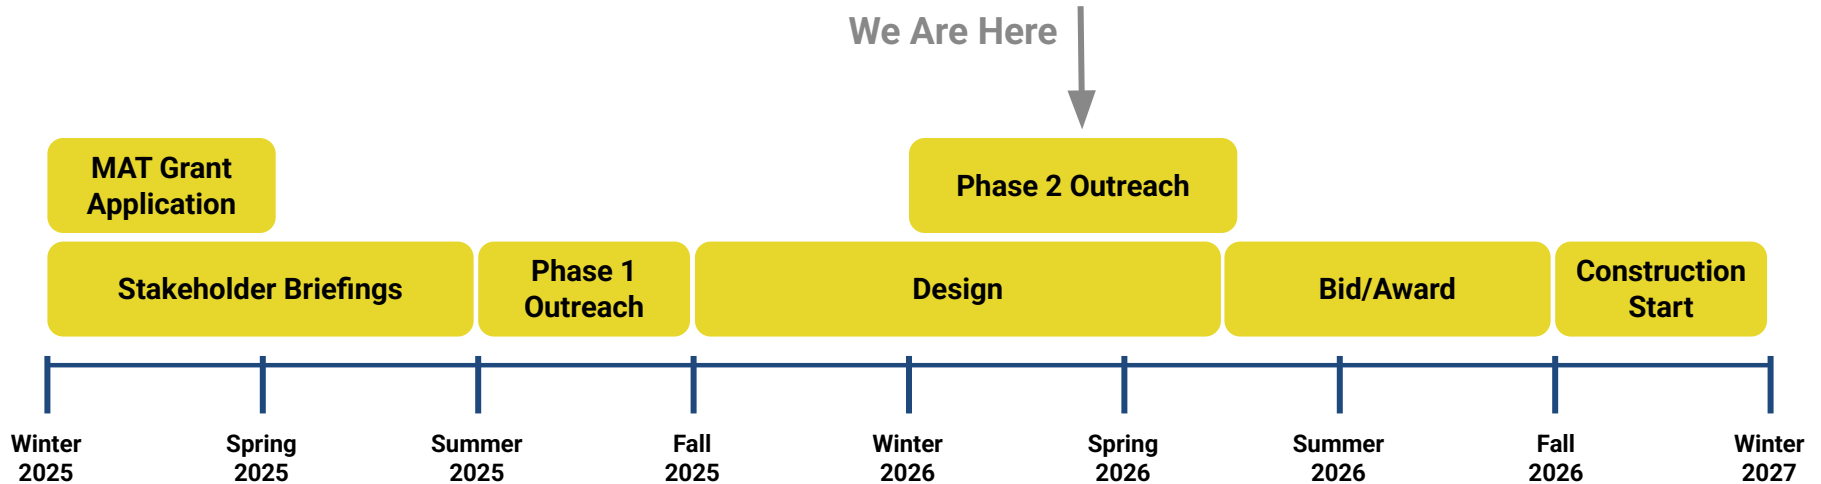 We Are Here
MAT Grant
Application
Phase 2 Outreach
Stakeholder Briefings
Phase 1
Outreach
Design
Bid/Award
Construction
Start
Winter
2025
Spring
2025
Summer
2025
Fall
2025
Winter
2026
Spring
2026
Summer
2026
Fall
2026
Winter
2027